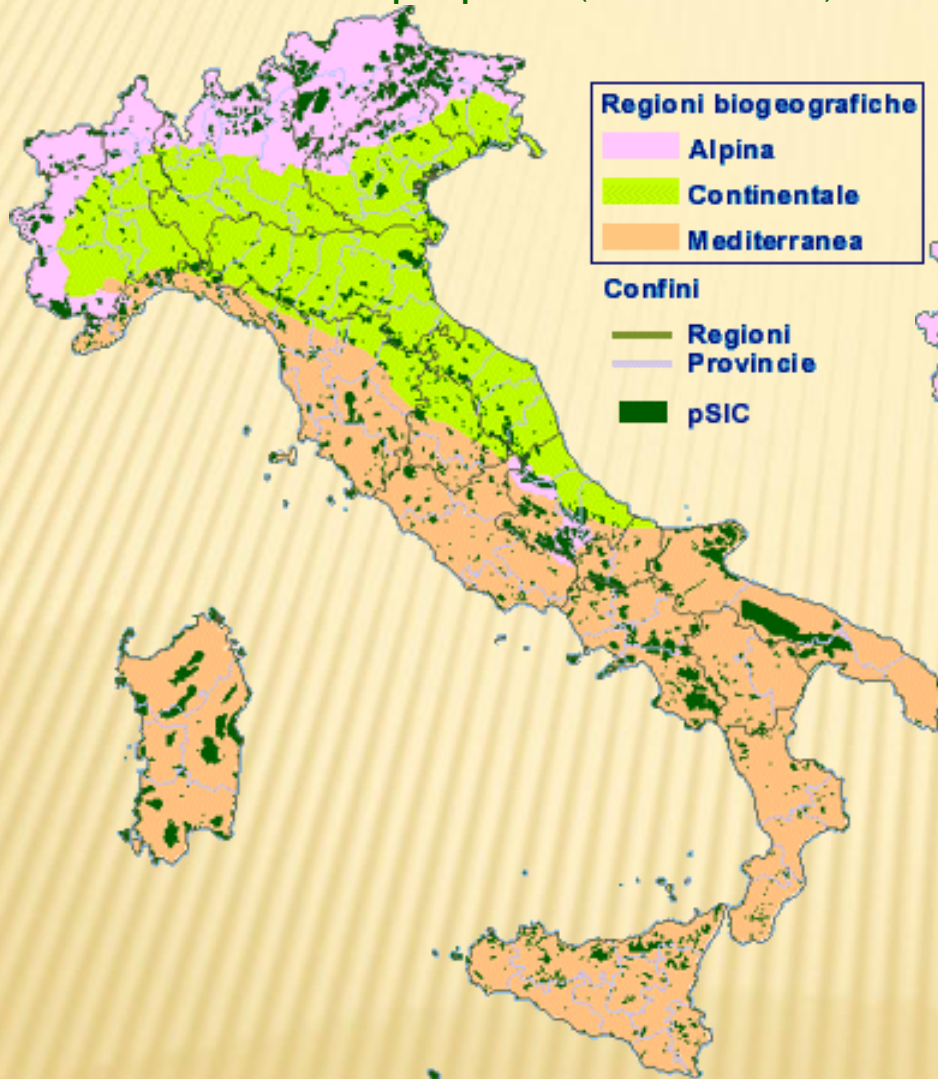 Regioni biogeografiche
Alpina
Continentale
Mediterranea
Confini
Regioni
Provincie
pSIC